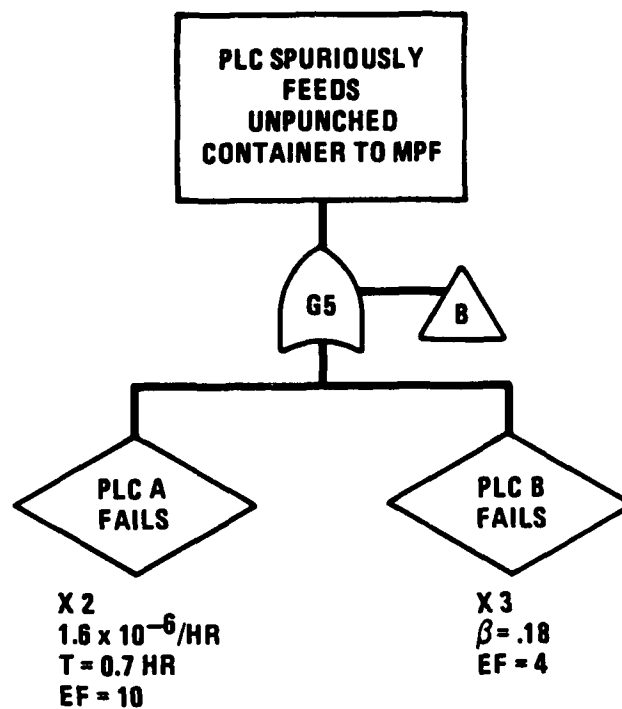 PLC SPURIOUSLY
FEEDS
UNPUNCHED
CONTAINER TO MPF
G5
B
PLC A
FAILS
PLC B
FAILS
X 2
1.6 x 10⁻⁶/HR
T = 0.7 HR
EF = 10
X 3
β = .18
EF = 4